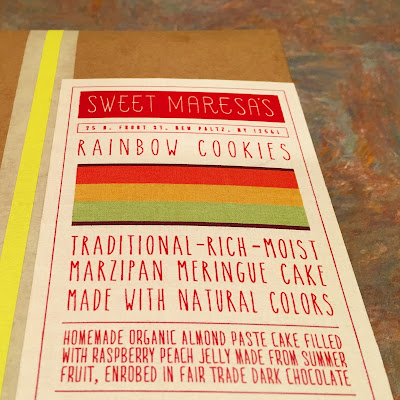 SWEET MARESA'S
25 N. FRONT ST. NEW PALTZ, NY 12561
RAINBOW COOKIES
TRADITIONAL-RICH-MOIST
MARZIPAN MERINGUE CAKE
MADE WITH NATURAL COLORS
HOMEMADE ORGANIC ALMOND PASTE CAKE FILLED
WITH RASPBERRY PEACH JELLY MADE FROM SUMMER
FRUIT, ENROBED IN FAIR TRADE DARK CHOCOLATE